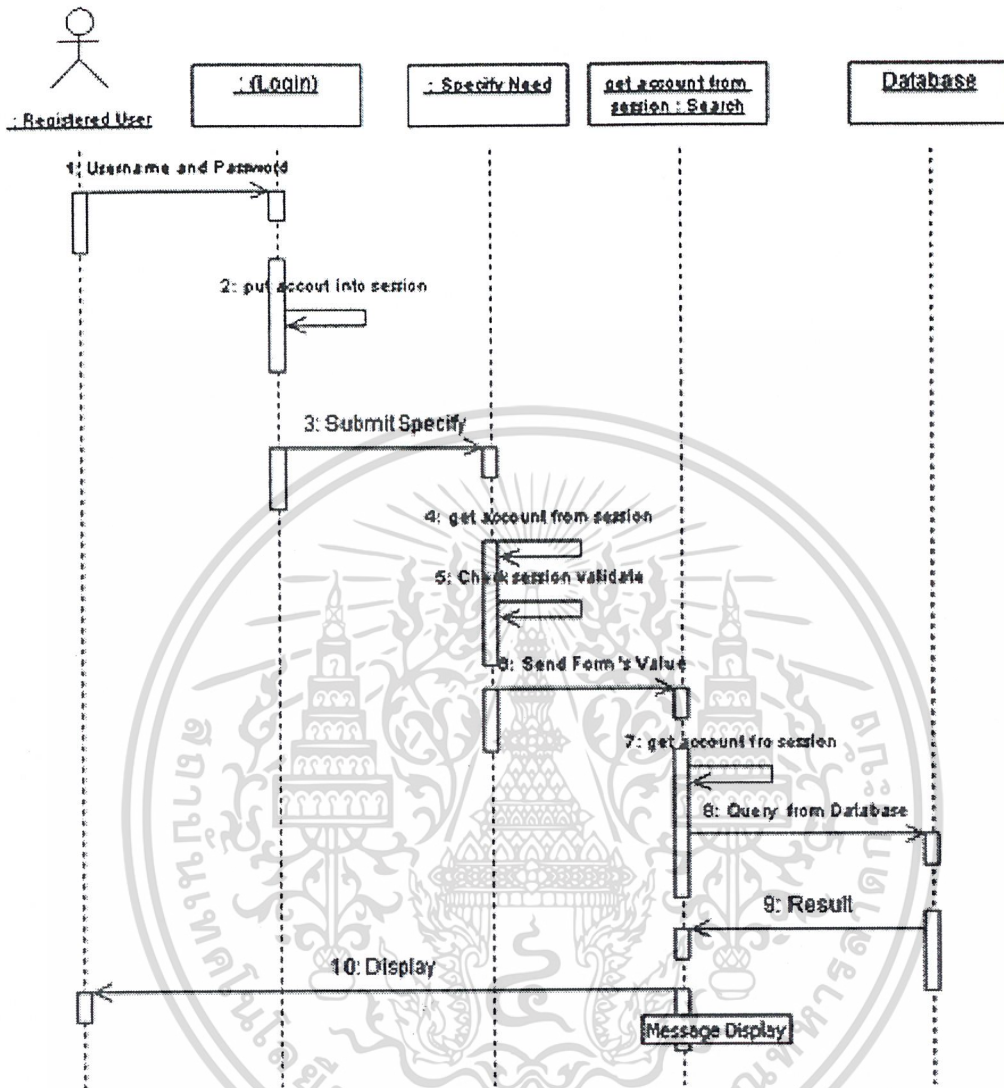 : Registered User
: (Login)
: Specify Need
get account from
session : Search
Database
1: Username and Password
2: put accout into session
3: Submit Specify
4: get account from session
5: Check session validate
6: Send Form's Value
7: get account fro session
8: Query from Database
9: Result
10: Display
Message Display